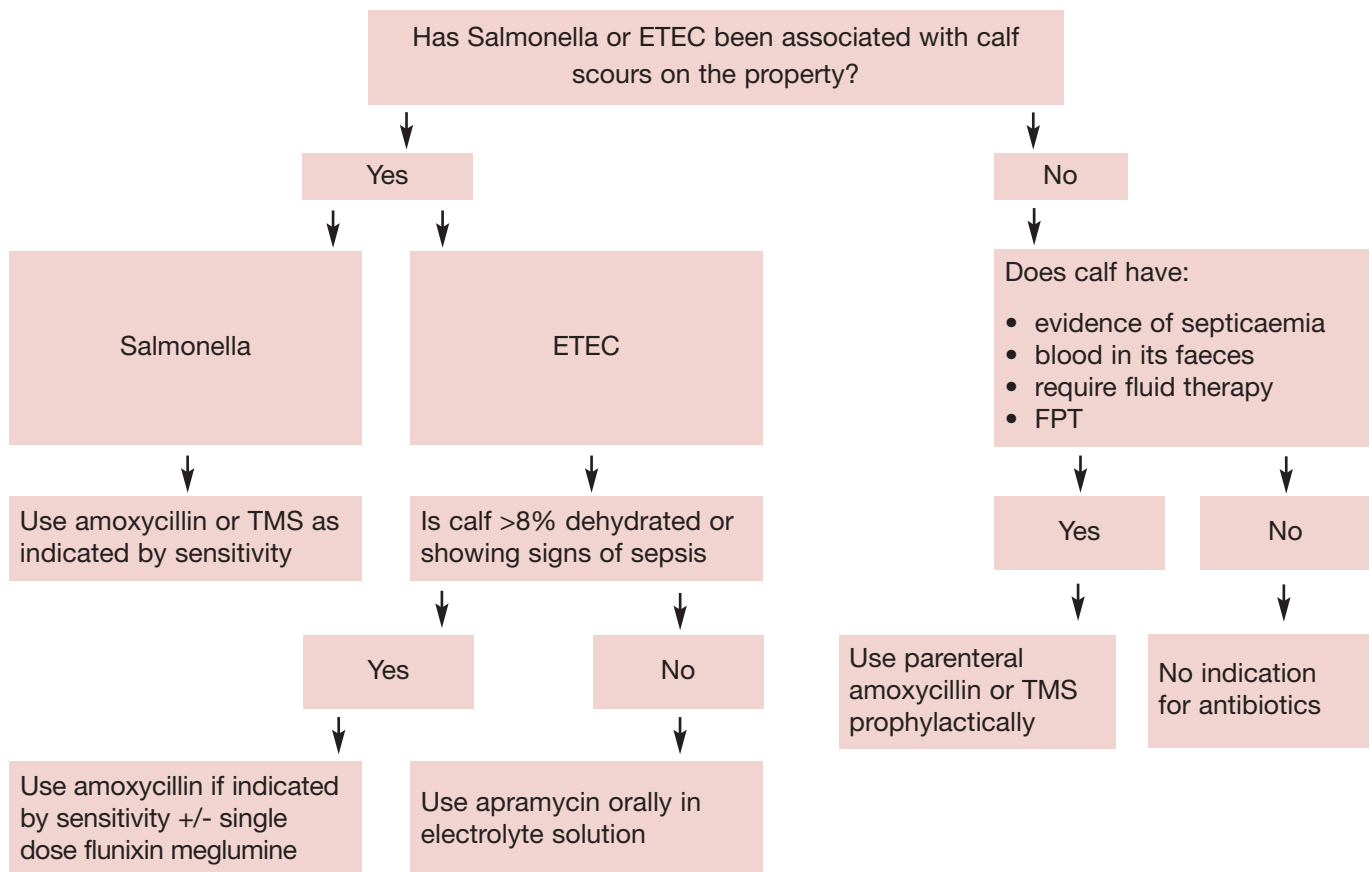 Has Salmonella or ETEC been associated with calf
scours on the property?
Yes
No
Salmonella
ETEC
Does calf have:
• evidence of septicaemia
• blood in its faeces
• require fluid therapy
• FPT
Use amoxycillin or TMS as
indicated by sensitivity
Is calf >8% dehydrated or
showing signs of sepsis
Yes
No
Yes
No
Use parenteral
amoxycillin or TMS
prophylactically
No indication
for antibiotics
Use amoxycillin if indicated
by sensitivity +/- single
dose flunixin meglumine
Use apramycin orally in
electrolyte solution